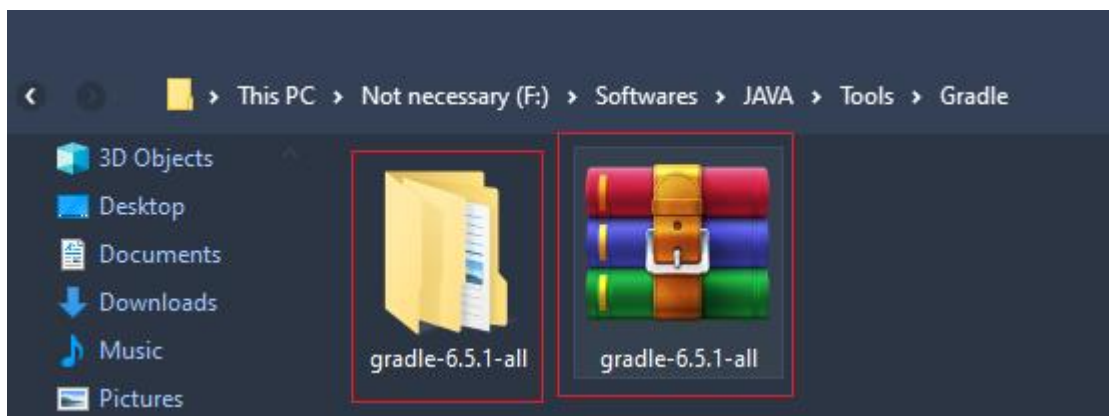 This PC > Not necessary (F:) > Softwares > JAVA > Tools > Gradle
3D Objects
Desktop
Documents
Downloads
Music
Pictures
gradle-6.5.1-all
gradle-6.5.1-all